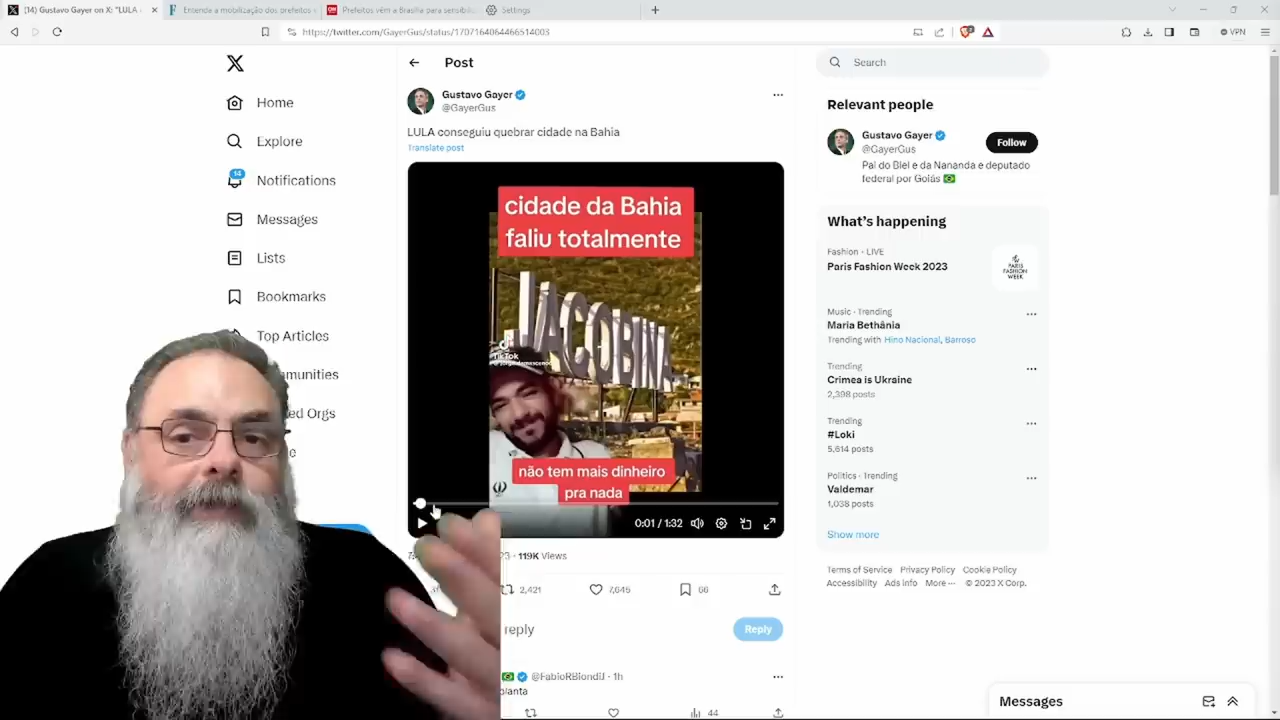 (14) Gustavo Gayer on X: "LULA
Entenda a mobilização dos prefeitos
Prefeitos vêm a Brasília para sensibili
Settings
https://twitter.com/GayerGus/status/1707164064466514003
VPN
Home
Explore
14
Notifications
Messages
Lists
Bookmarks
Top Articles
Post
Gustavo Gayer
@GayerGus
LULA conseguiu quebrar cidade na Bahia
Translate post
cidade da Bahia
faliu totalmente
JACOBINA
TikTok
não tem mais dinheiro
pra nada
0:01 / 1:32
119K Views
2,421
7,645
66
reply
Reply
@FabioRBiondiJ · 1h
44
Search
Relevant people
Gustavo Gayer
@GayerGus
Follow
Pai do Biel e da Nananda e deputado
federal por Goiás
What's happening
Fashion · LIVE
Paris Fashion Week 2023
PARIS
FASHION
WEEK
Music · Trending
Maria Bethânia
Trending with Hino Nacional, Barroso
Trending
Crimea is Ukraine
2,398 posts
Trending
#Loki
5,614 posts
Politics · Trending
Valdemar
1,038 posts
Show more
Terms of Service Privacy Policy Cookie Policy
Accessibility Ads info More ··· © 2023 X Corp.
Messages